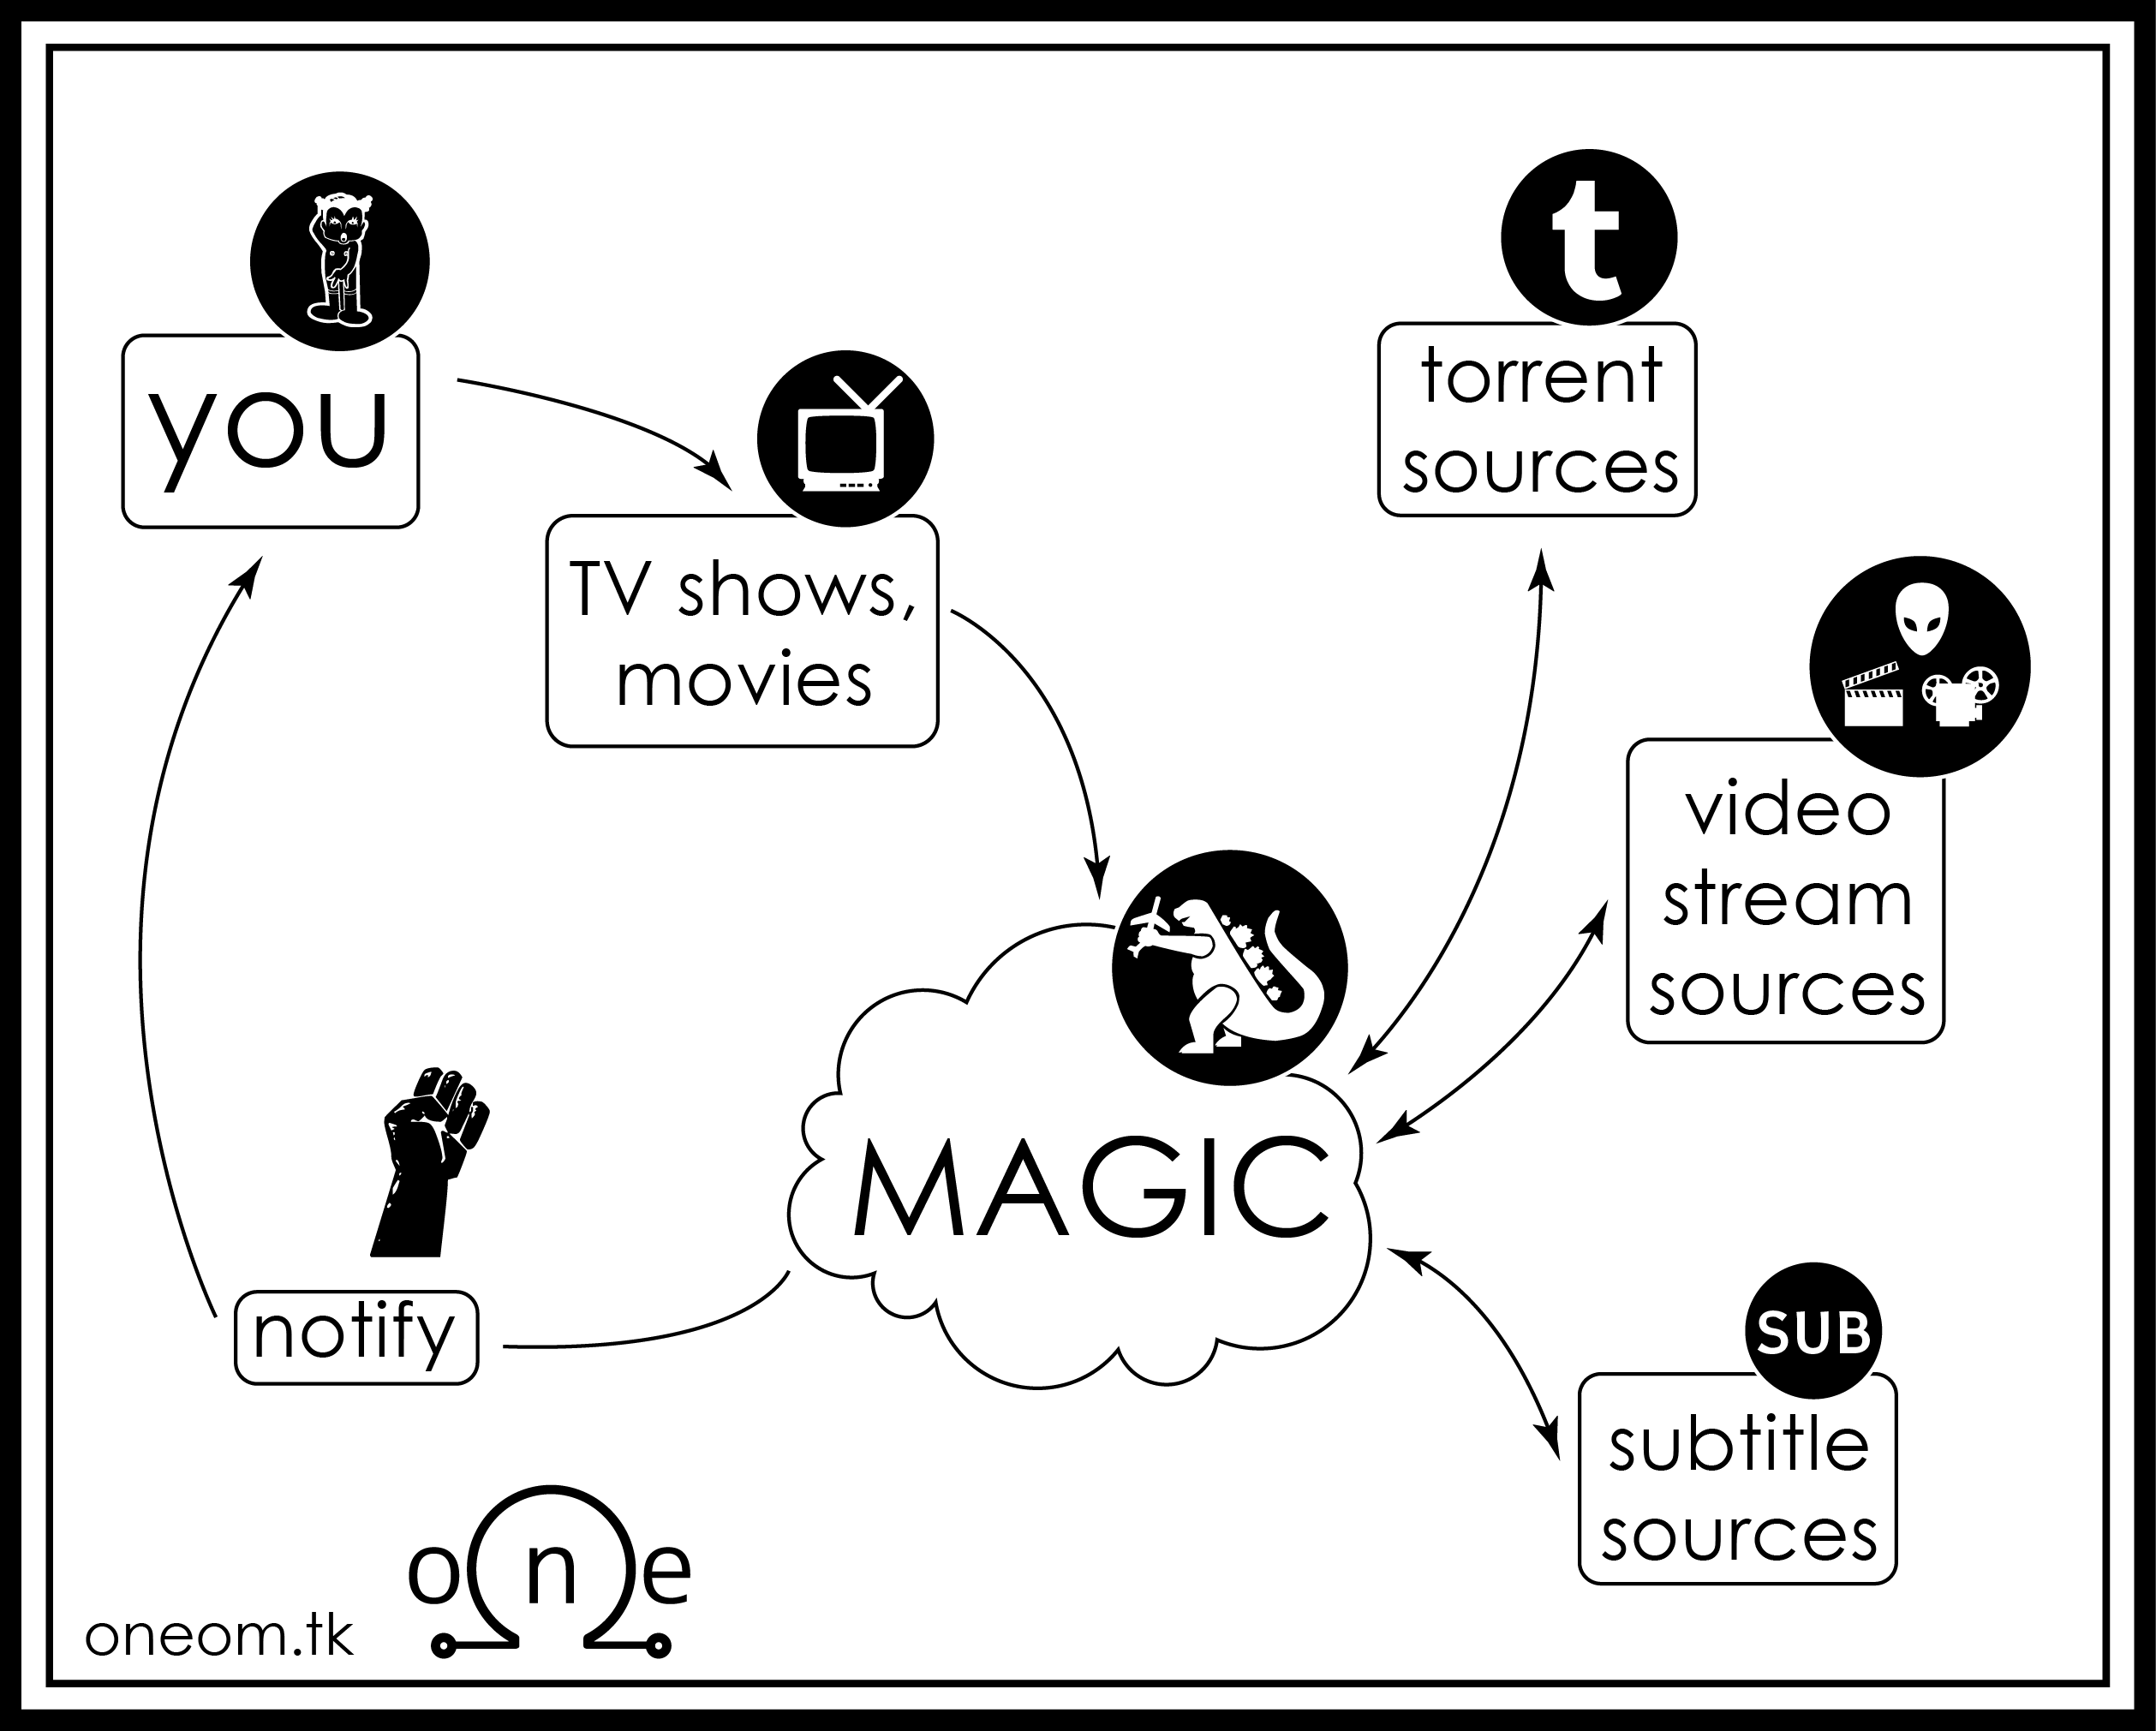 you
TV shows,
movies
t
torrent
sources
video
stream
sources
MAGIC
notify
SUB
subtitle
sources
one
oneom.tk